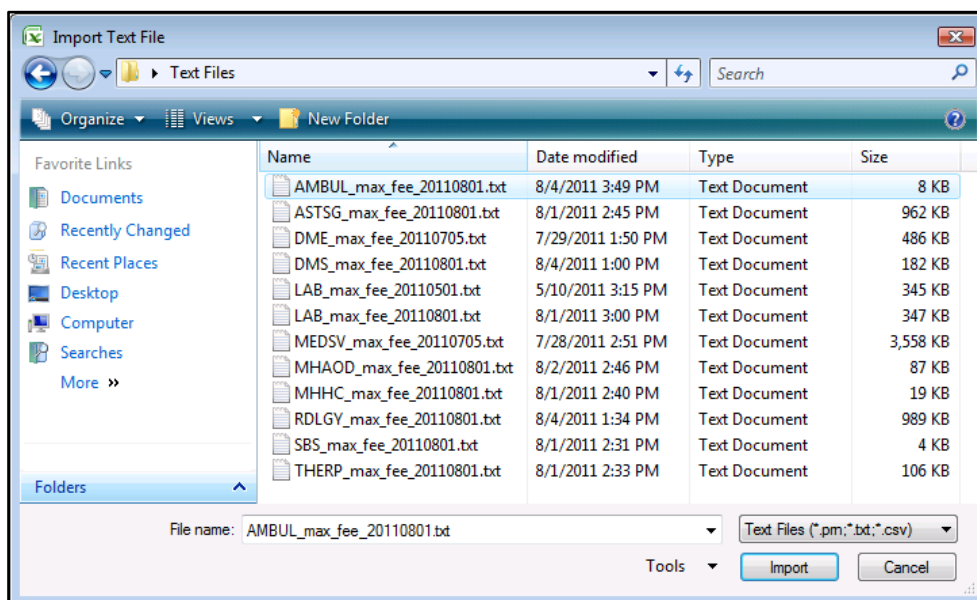 Import Text File
Text Files
Search
Organize Views New Folder
Favorite Links
Documents
Recently Changed
Recent Places
Desktop
Computer
Searches
More »
Folders
Name Date modified Type Size
AMBUL_max_fee_20110801.txt 8/4/2011 3:49 PM Text Document 8 KB
ASTSG_max_fee_20110801.txt 8/1/2011 2:45 PM Text Document 962 KB
DME_max_fee_20110705.txt 7/29/2011 1:50 PM Text Document 486 KB
DMS_max_fee_20110801.txt 8/4/2011 1:00 PM Text Document 182 KB
LAB_max_fee_20110501.txt 5/10/2011 3:15 PM Text Document 345 KB
LAB_max_fee_20110801.txt 8/1/2011 3:00 PM Text Document 347 KB
MEDSV_max_fee_20110705.txt 7/28/2011 2:51 PM Text Document 3,558 KB
MHAOD_max_fee_20110801.txt 8/2/2011 2:46 PM Text Document 87 KB
MHHC_max_fee_20110801.txt 8/1/2011 2:40 PM Text Document 19 KB
RDLGY_max_fee_20110801.txt 8/4/2011 1:34 PM Text Document 989 KB
SBS_max_fee_20110801.txt 8/1/2011 2:31 PM Text Document 4 KB
THERP_max_fee_20110801.txt 8/1/2011 2:33 PM Text Document 106 KB
File name: AMBUL_max_fee_20110801.txt Text Files (*.prn;*.txt;*.csv)
Tools Import Cancel